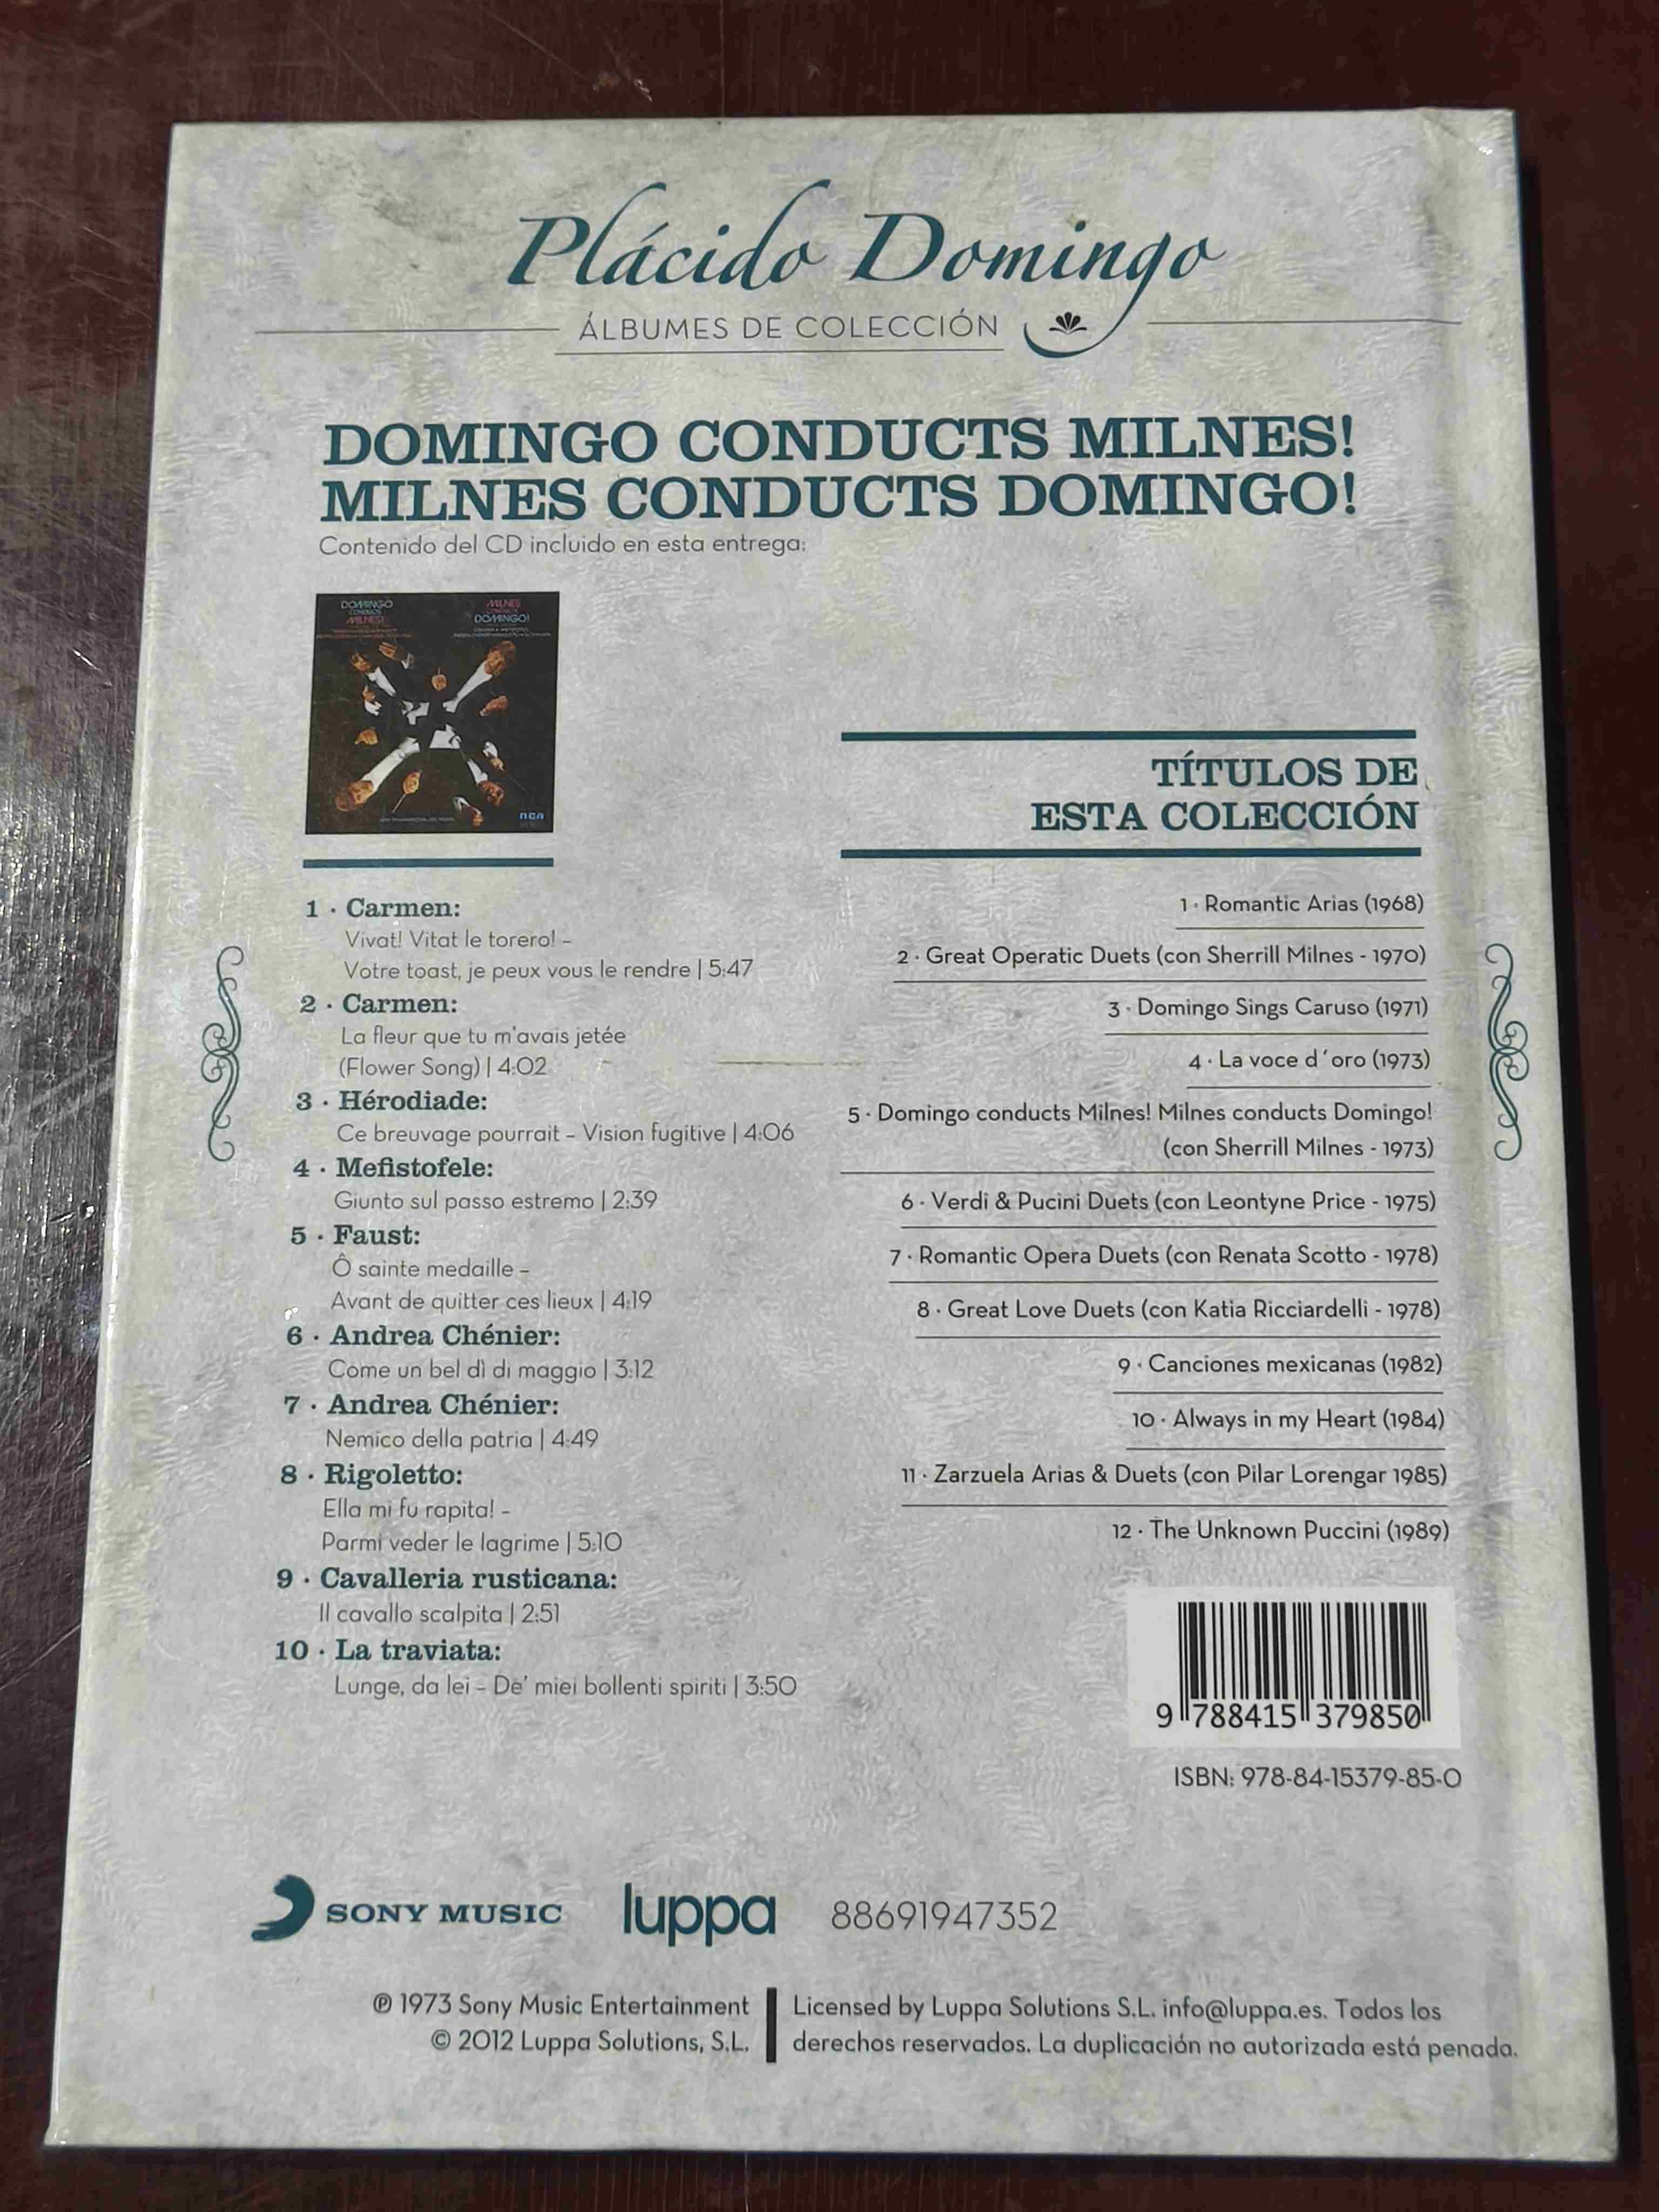 Plácido Domingo
ÁLBUMES DE COLECCIÓN
DOMINGO CONDUCTS MILNES!
MILNES CONDUCTS DOMINGO!
Contenido del CD incluido en esta entrega:
DOMINGO
CONDUCTS
MILNES!
MILNES
CONDUCTS
DOMINGO!
RCA
1 · Carmen:
Vivat! Vitat le torero! –
Votre toast, je peux vous le rendre | 5:47
2 · Carmen:
La fleur que tu m'avais jetée
(Flower Song) | 4:02
3 · Hérodiade:
Ce breuvage pourrait – Vision fugitive | 4:06
4 · Mefistofele:
Giunto sul passo estremo | 2:39
5 · Faust:
Ô sainte medaille –
Avant de quitter ces lieux | 4:19
6 · Andrea Chénier:
Come un bel dì di maggio | 3:12
7 · Andrea Chénier:
Nemico della patria | 4:49
8 · Rigoletto:
Ella mi fu rapita! -
Parmi veder le lagrime | 5:10
9 · Cavalleria rusticana:
Il cavallo scalpita | 2:51
10 · La traviata:
Lunge, da lei – De' miei bollenti spiriti | 3:50
TÍTULOS DE
ESTA COLECCIÓN
1 · Romantic Arias (1968)
2 · Great Operatic Duets (con Sherrill Milnes - 1970)
3 · Domingo Sings Caruso (1971)
4 · La voce d´oro (1973)
5 · Domingo conducts Milnes! Milnes conducts Domingo!
(con Sherrill Milnes - 1973)
6 · Verdi & Pucini Duets (con Leontyne Price - 1975)
7 · Romantic Opera Duets (con Renata Scotto - 1978)
8 · Great Love Duets (con Katia Ricciardelli - 1978)
9 · Canciones mexicanas (1982)
10 · Always in my Heart (1984)
11 · Zarzuela Arias & Duets (con Pilar Lorengar 1985)
12 · The Unknown Puccini (1989)
9 788415 379850
ISBN: 978-84-15379-85-0
SONY MUSIC
luppa
88691947352
℗ 1973 Sony Music Entertainment
© 2012 Luppa Solutions, S.L.
Licensed by Luppa Solutions S.L. info@luppa.es. Todos los
derechos reservados. La duplicación no autorizada está penada.